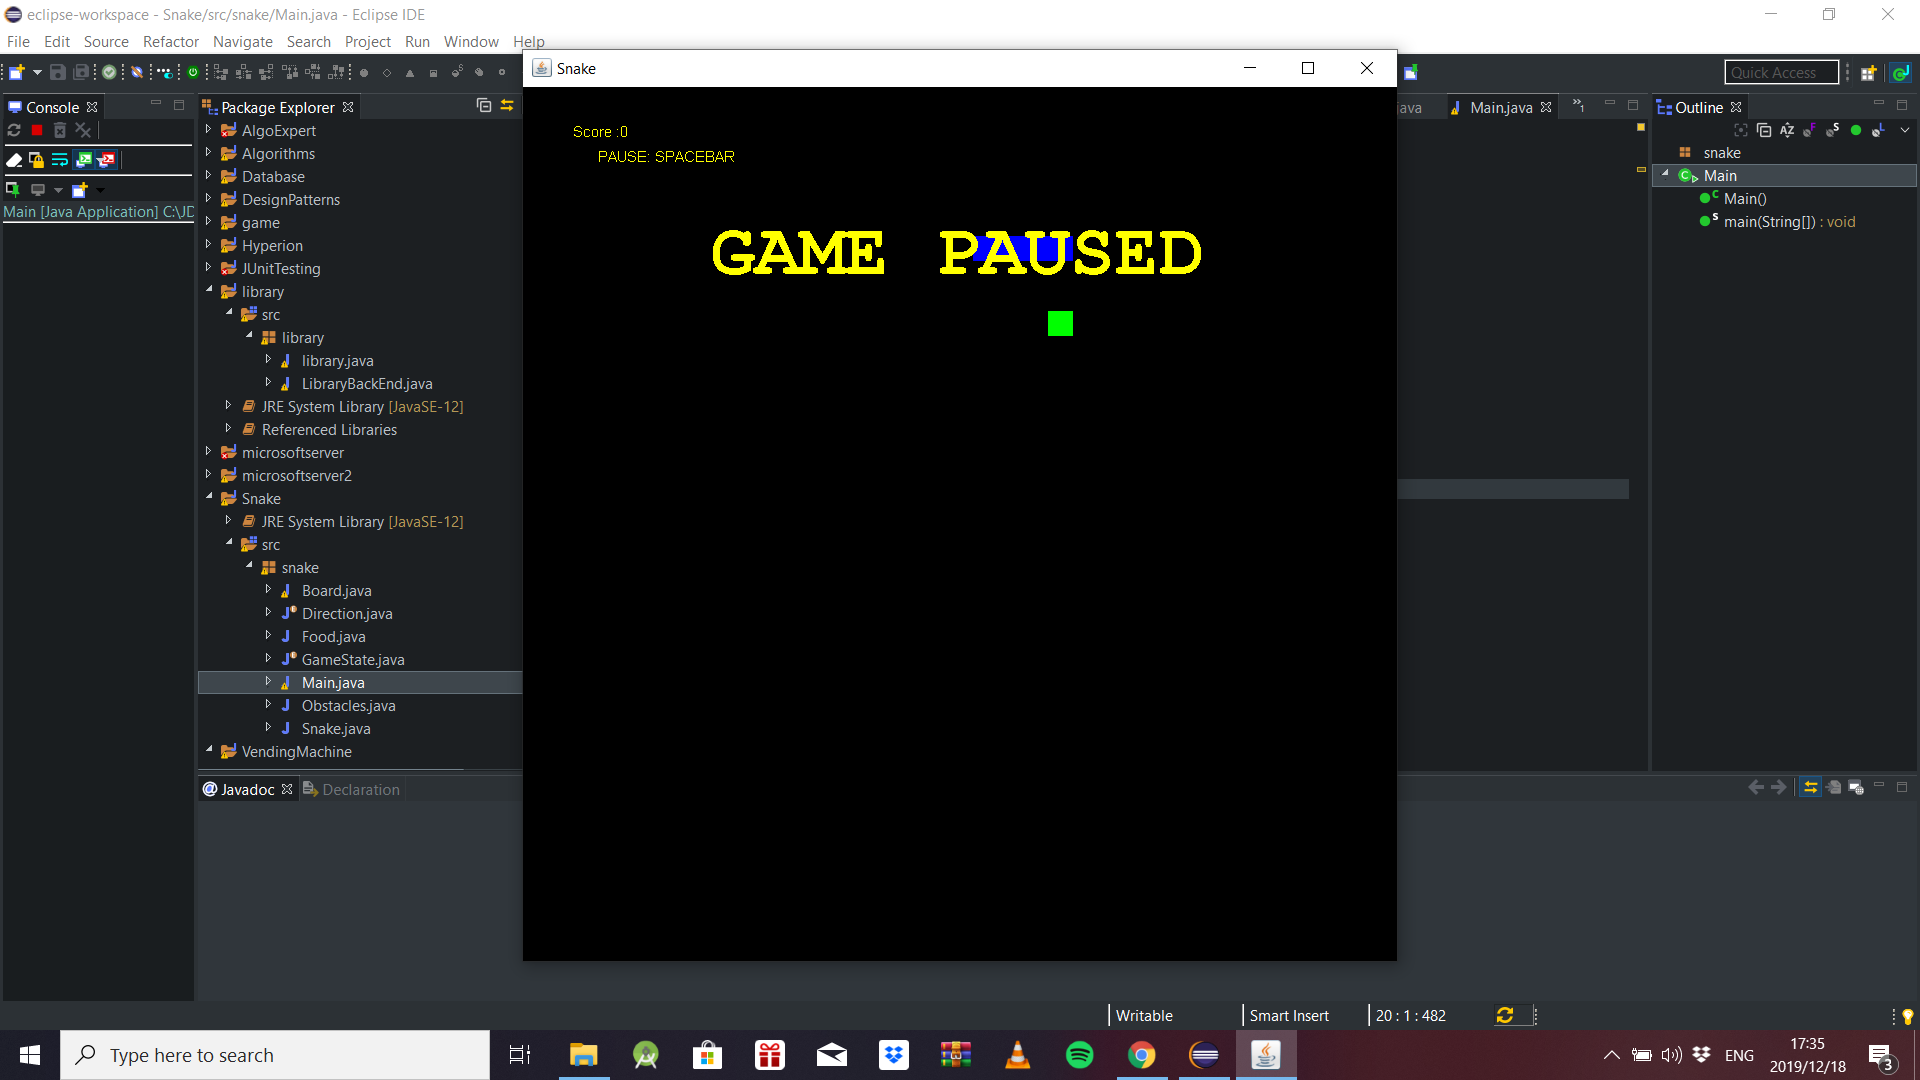 eclipse-workspace - Snake/src/snake/Main.java - Eclipse IDE
File Edit Source Refactor Navigate Search Project Run Window Help
Snake
Quick Access
Console
Package Explorer
ava
Main.java
1
Outline
Main [Java Application] C:\JD
AlgoExpert
Algorithms
Database
DesignPatterns
game
Hyperion
JUnitTesting
library
src
library
library.java
LibraryBackEnd.java
JRE System Library [JavaSE-12]
Referenced Libraries
microsoftserver
microsoftserver2
Snake
JRE System Library [JavaSE-12]
src
snake
Board.java
Direction.java
Food.java
GameState.java
Main.java
Obstacles.java
Snake.java
VendingMachine
Score :0
PAUSE: SPACEBAR
GAME PAUSED
snake
Main
Main()
main(String[]) : void
@ Javadoc
Declaration
Writable
Smart Insert
20 : 1 : 482
Type here to search
ENG
17:35
2019/12/18
3